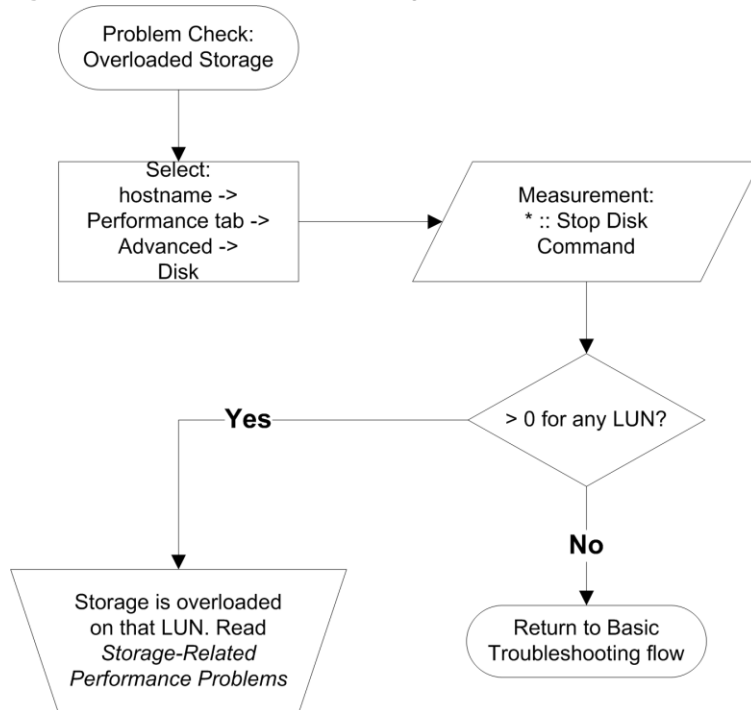 Problem Check:
Overloaded Storage
Select:
hostname ->
Performance tab ->
Advanced ->
Disk
Measurement:
* :: Stop Disk
Command
> 0 for any LUN?
Yes
No
Storage is overloaded
on that LUN. Read
Storage-Related
Performance Problems
Return to Basic
Troubleshooting flow